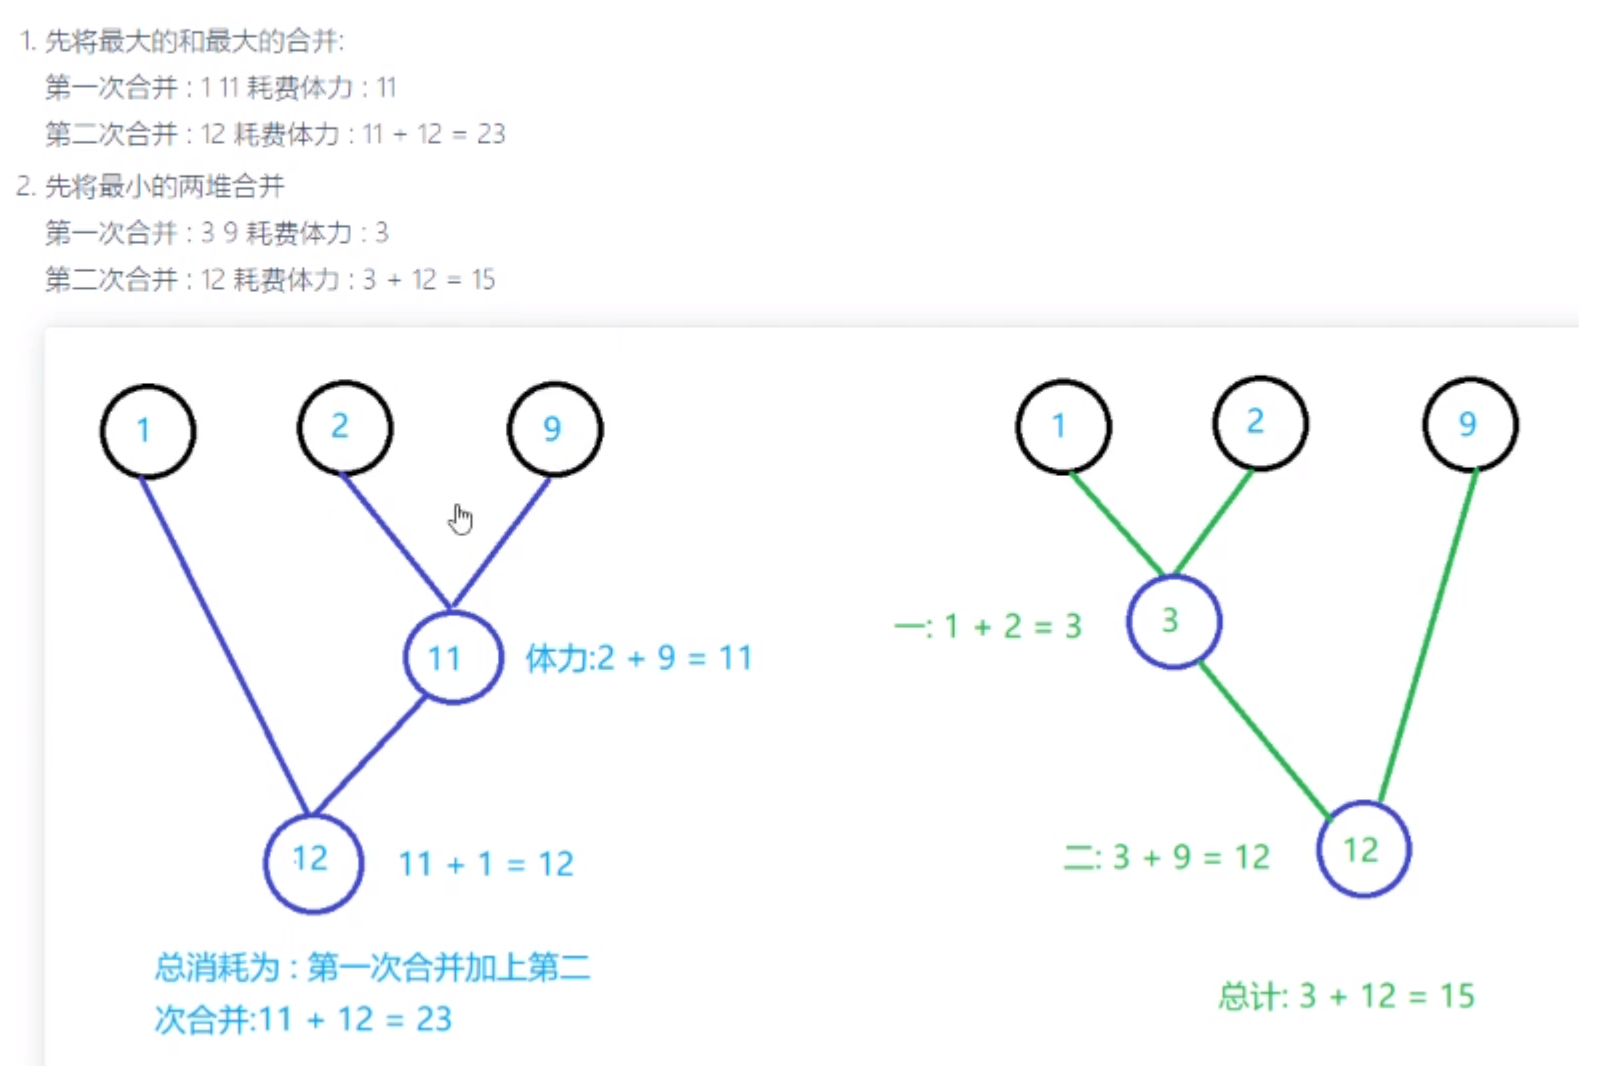 1. 先将最大的和最大的合并:
第一次合并 : 1 11 耗费体力 : 11
第二次合并 : 12 耗费体力 : 11 + 12 = 23
2. 先将最小的两堆合并
第一次合并 : 3 9 耗费体力 : 3
第二次合并 : 12 耗费体力 : 3 + 12 = 15
1 2 9
11 体力:2 + 9 = 11
12 11 + 1 = 12
总消耗为 : 第一次合并加上第二
次合并:11 + 12 = 23
1 2 9
一: 1 + 2 = 3 3
二: 3 + 9 = 12 12
总计: 3 + 12 = 15